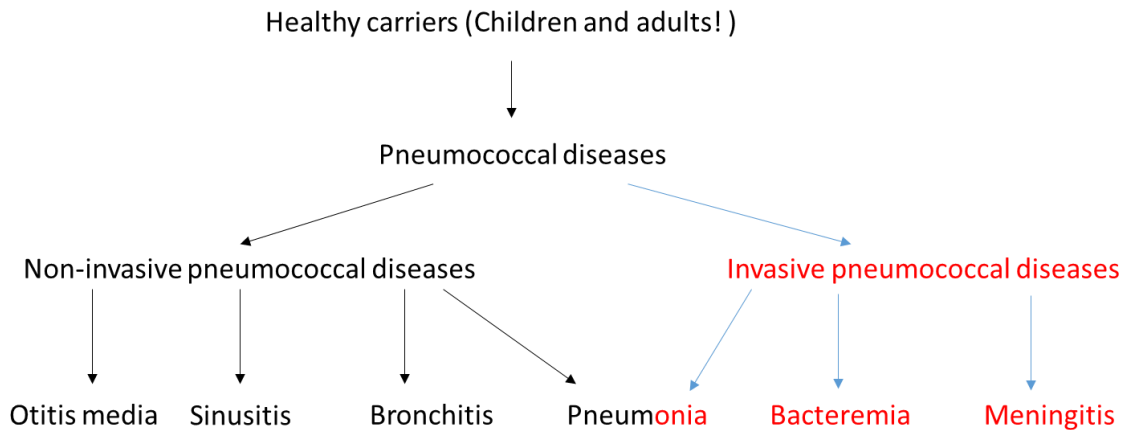 Healthy carriers (Children and adults! )
Pneumococcal diseases
Non-invasive pneumococcal diseases
Invasive pneumococcal diseases
Otitis media
Sinusitis
Bronchitis
Pneumonia
Bacteremia
Meningitis